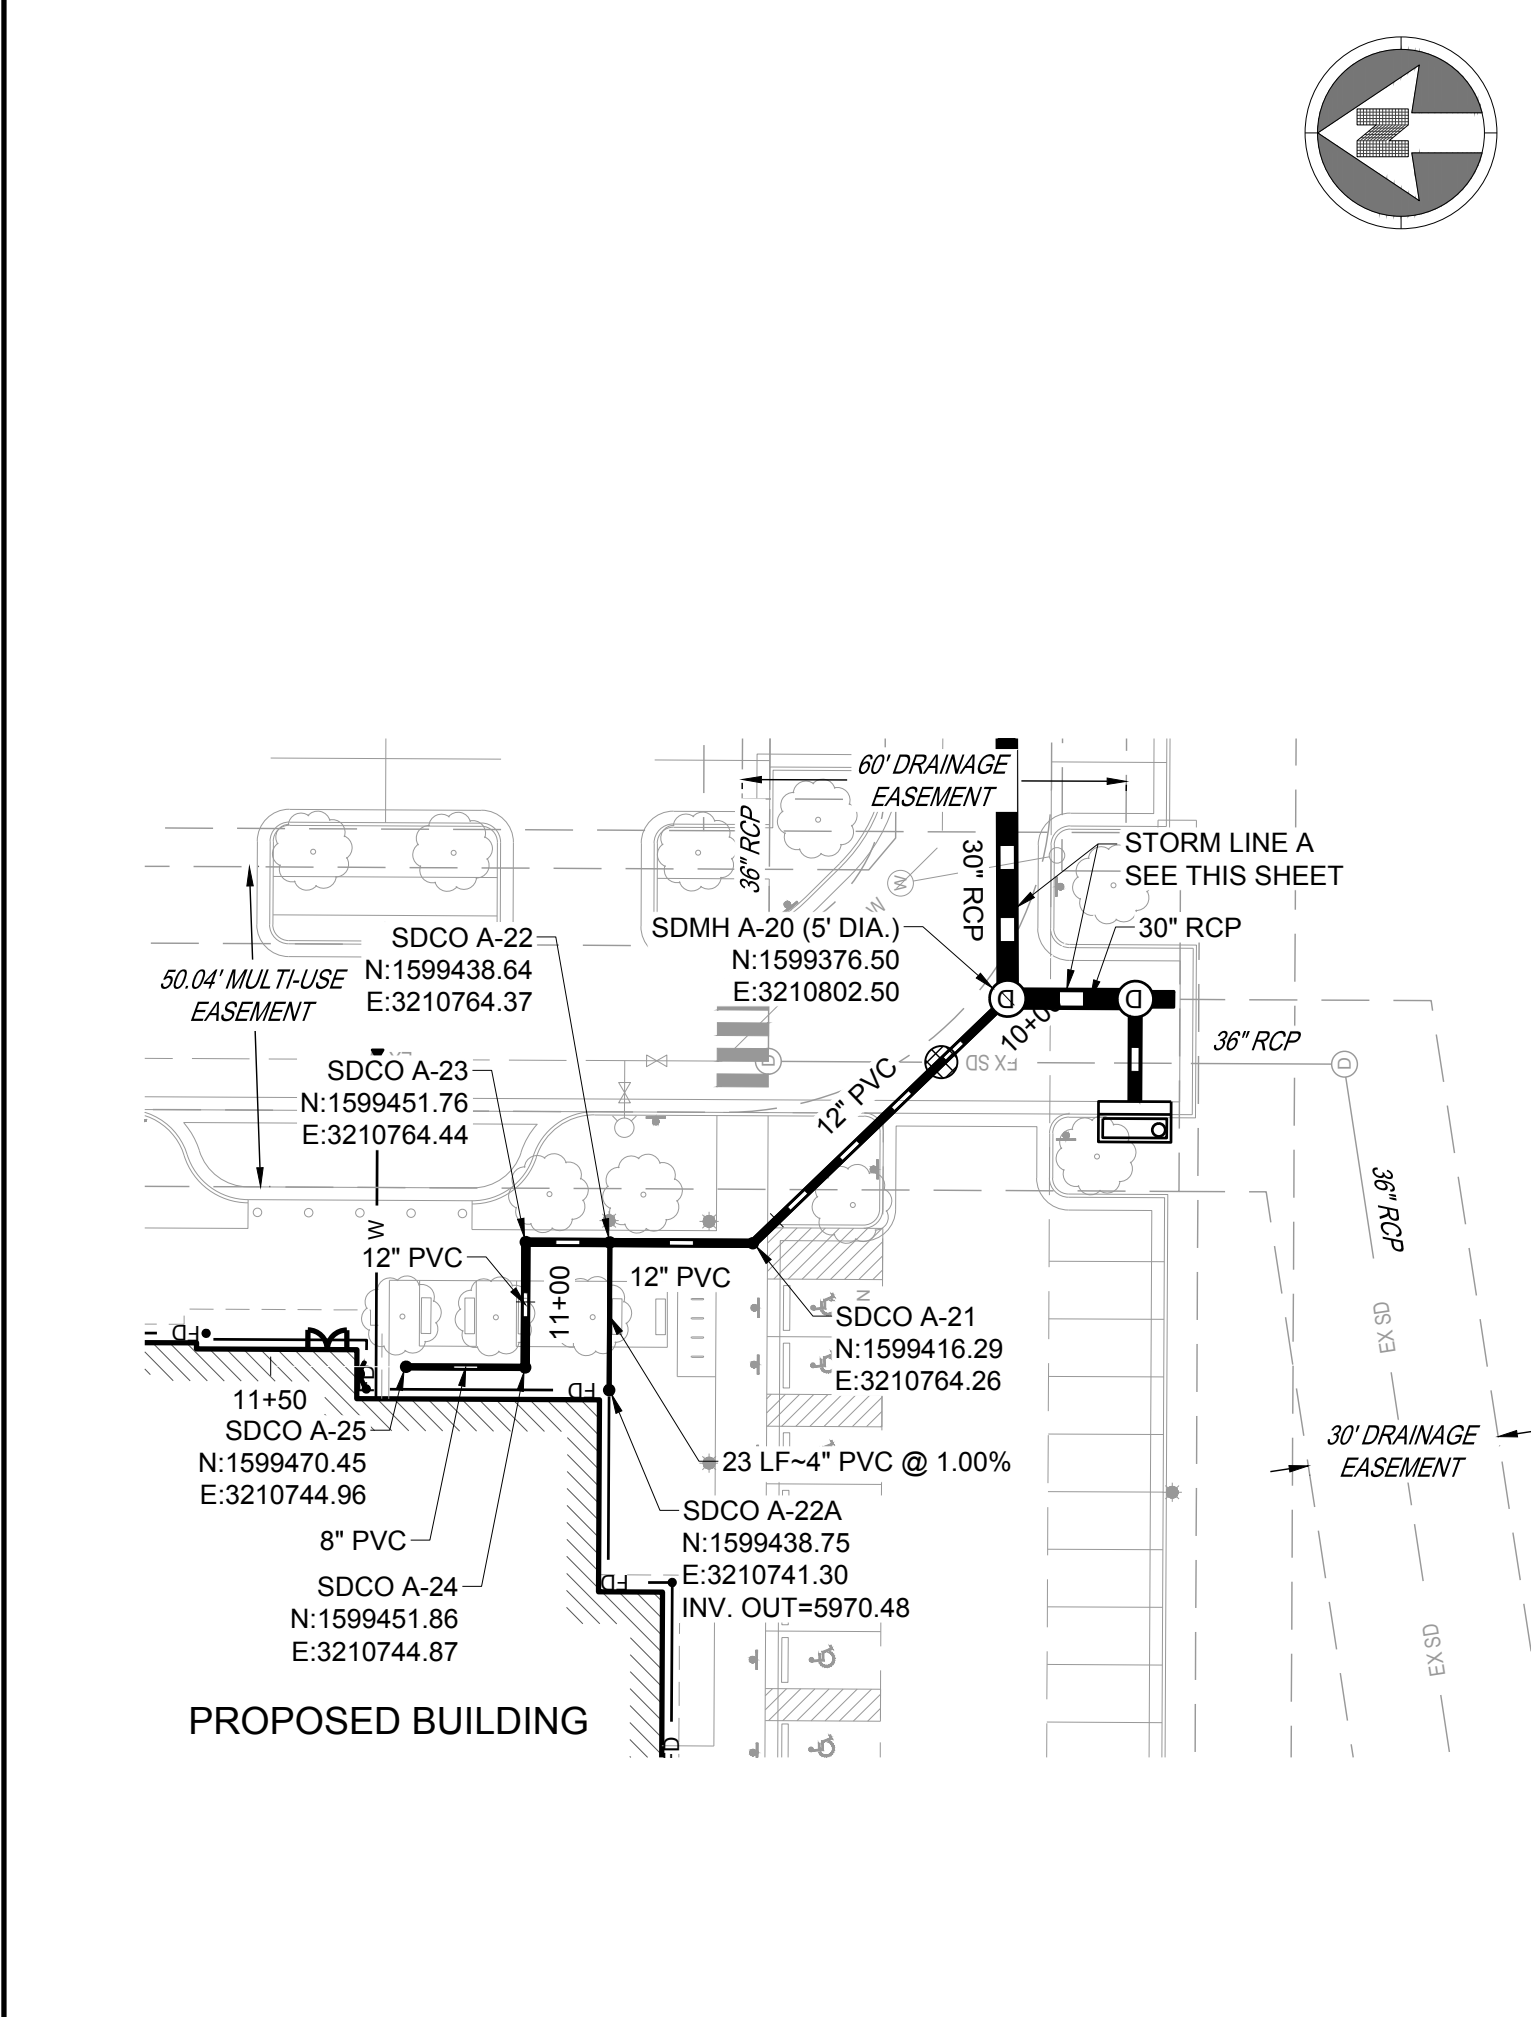 N
60' DRAINAGE
EASEMENT
36" RCP
30" RCP
STORM LINE A
SEE THIS SHEET
30" RCP
SDMH A-20 (5' DIA.)
N:1599376.50
E:3210802.50
SDCO A-22
N:1599438.64
E:3210764.37
50.04' MULTI-USE
EASEMENT
W
W
D
D
D
D
10+00
36" RCP
EX SD
SDCO A-23
N:1599451.76
E:3210764.44
12" PVC
36" RCP
W
12" PVC
11+00
12" PVC
N
SDCO A-21
N:1599416.29
E:3210764.26
EX SD
FD
FD
FD
11+50
SDCO A-25
N:1599470.45
E:3210744.96
23 LF~4" PVC @ 1.00%
30' DRAINAGE
EASEMENT
8" PVC
SDCO A-22A
N:1599438.75
E:3210741.30
INV. OUT=5970.48
SDCO A-24
N:1599451.86
E:3210744.87
FD
EX SD
FD
PROPOSED BUILDING